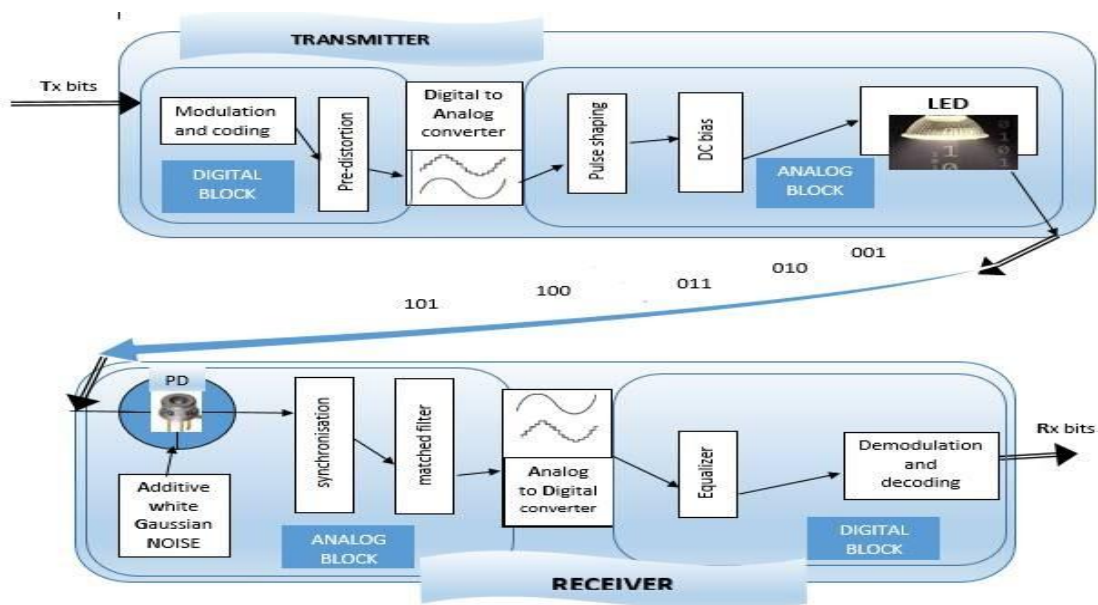 TRANSMITTER
Tx bits
Modulation
and coding
DIGITAL
BLOCK
Pre-distortion
Digital to
Analog
converter
Pulse shaping
DC bias
LED
ANALOG
BLOCK
001
010
011
100
101
PD
Additive
white
Gaussian
NOISE
synchronisation
matched filter
ANALOG
BLOCK
Analog
to Digital
converter
Equalizer
Demodulation
and
decoding
DIGITAL
BLOCK
Rx bits
RECEIVER